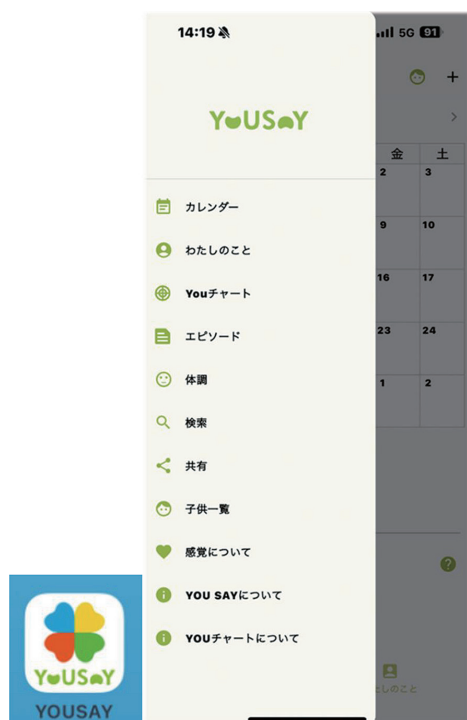 14:19
5G 91
YOUSAY
金 土
2 3
カレンダー
9 10
わたしのこと
16 17
Youチャート
23 24
エピソード
1 2
体調
検索
共有
子供一覧
感覚について
YOU SAYについて
YOUチャートについて
YOUSAY
YOUSAY
たしのこと